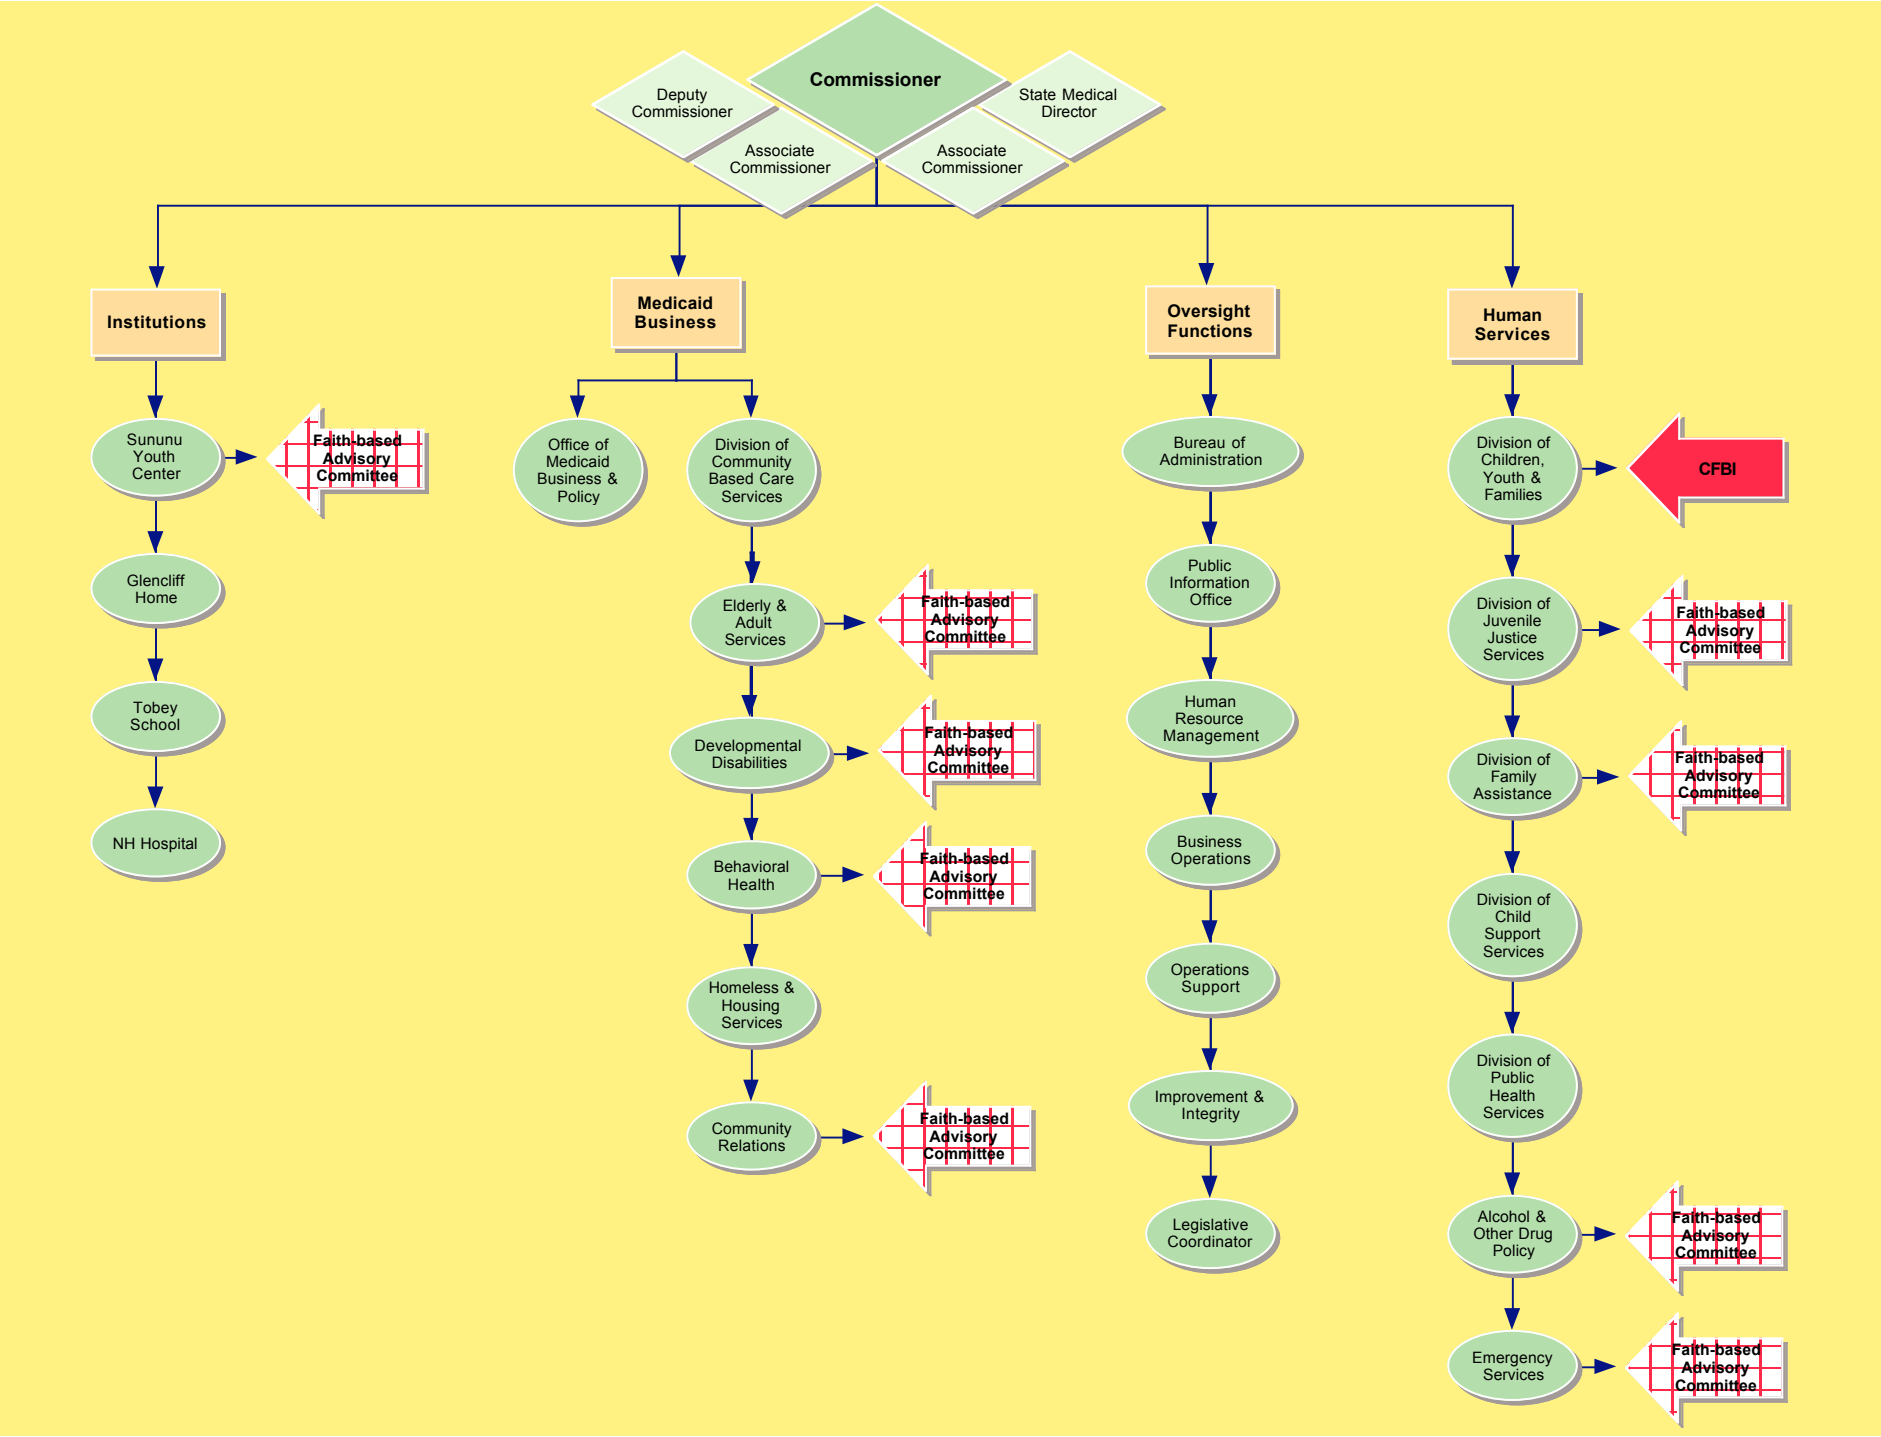 Commissioner
Deputy
Commissioner
State Medical
Director
Associate
Commissioner
Associate
Commissioner
Institutions
Sununu
Youth
Center
Faith-based
Advisory
Committee
Glencliff
Home
Tobey
School
NH Hospital
Medicaid
Business
Office of
Medicaid
Business &
Policy
Division of
Community
Based Care
Services
Elderly &
Adult
Services
Faith-based
Advisory
Committee
Developmental
Disabilities
Faith-based
Advisory
Committee
Behavioral
Health
Faith-based
Advisory
Committee
Homeless &
Housing
Services
Community
Relations
Faith-based
Advisory
Committee
Oversight
Functions
Bureau of
Administration
Public
Information
Office
Human
Resource
Management
Business
Operations
Operations
Support
Improvement &
Integrity
Legislative
Coordinator
Human
Services
Division of
Children,
Youth &
Families
CFBI
Division of
Juvenile
Justice
Services
Faith-based
Advisory
Committee
Division of
Family
Assistance
Faith-based
Advisory
Committee
Division of
Child
Support
Services
Division of
Public
Health
Services
Alcohol &
Other Drug
Policy
Faith-based
Advisory
Committee
Emergency
Services
Faith-based
Advisory
Committee